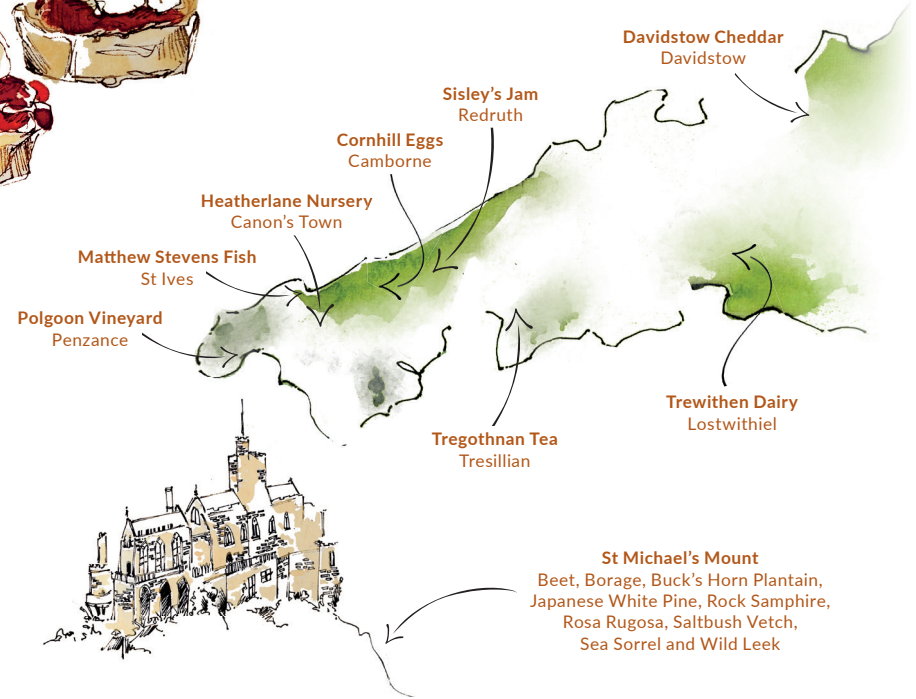 Davidstow Cheddar
Davidstow
Sisley's Jam
Redruth
Cornhill Eggs
Camborne
Heatherlane Nursery
Canon's Town
Matthew Stevens Fish
St Ives
Polgoon Vineyard
Penzance
Trewithen Dairy
Lostwithiel
Tregothnan Tea
Tresillian
St Michael's Mount
Beet, Borage, Buck's Horn Plantain,
Japanese White Pine, Rock Samphire,
Rosa Rugosa, Saltbush Vetch,
Sea Sorrel and Wild Leek